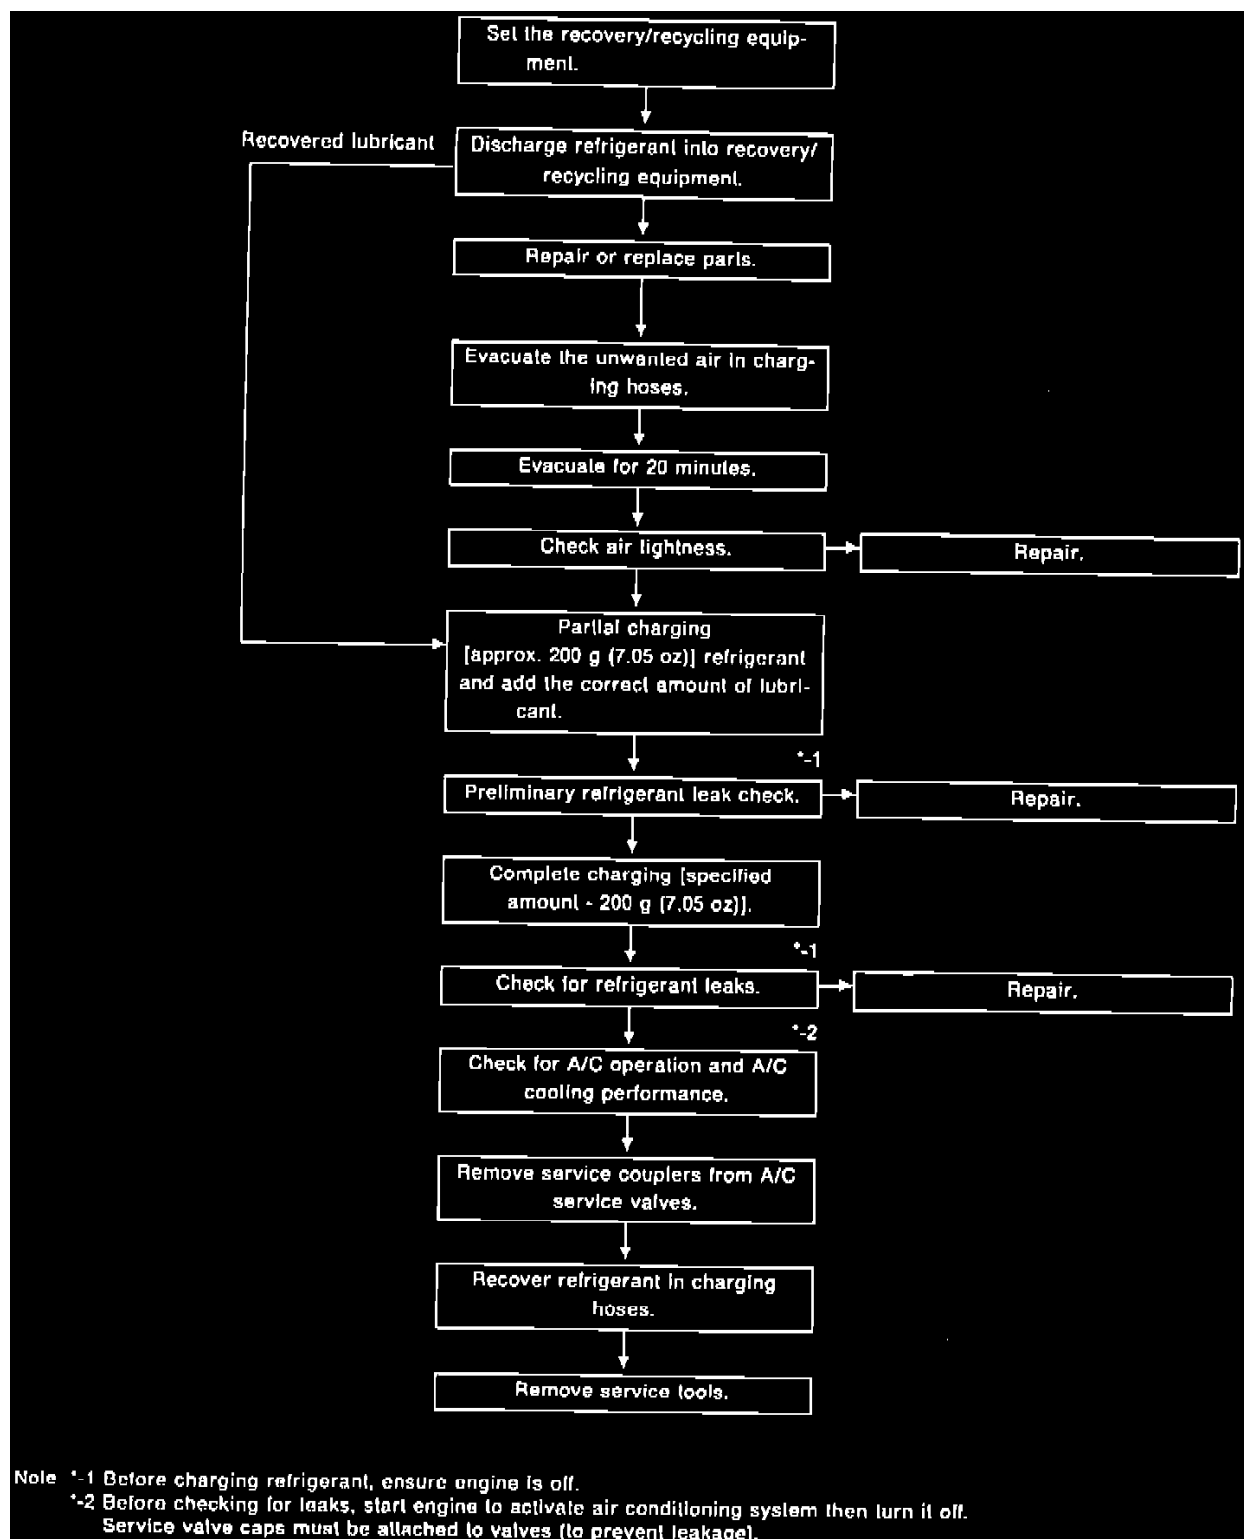 Set the recovery/recycling equip-
ment.
Recovered lubricant
Discharge refrigerant into recovery/
recycling equipment.
Repair or replace parts.
Evacuate the unwanted air in charg-
ing hoses.
Evacuate for 20 minutes.
Check air tightness.
Repair.
Partial charging
[approx. 200 g (7.05 oz)] refrigerant
and add the correct amount of lubri-
cant.
*-1
Preliminary refrigerant leak check.
Repair.
Complete charging [specified
amount - 200 g (7.05 oz)].
*-1
Check for refrigerant leaks.
Repair.
*-2
Check for A/C operation and A/C
cooling performance.
Remove service couplers from A/C
service valves.
Recover refrigerant in charging
hoses.
Remove service tools.
Note *-1 Before charging refrigerant, ensure engine is off.
*-2 Before checking for leaks, start engine to activate air conditioning system then turn it off.
Service valve caps must be attached to valves (to prevent leakage).